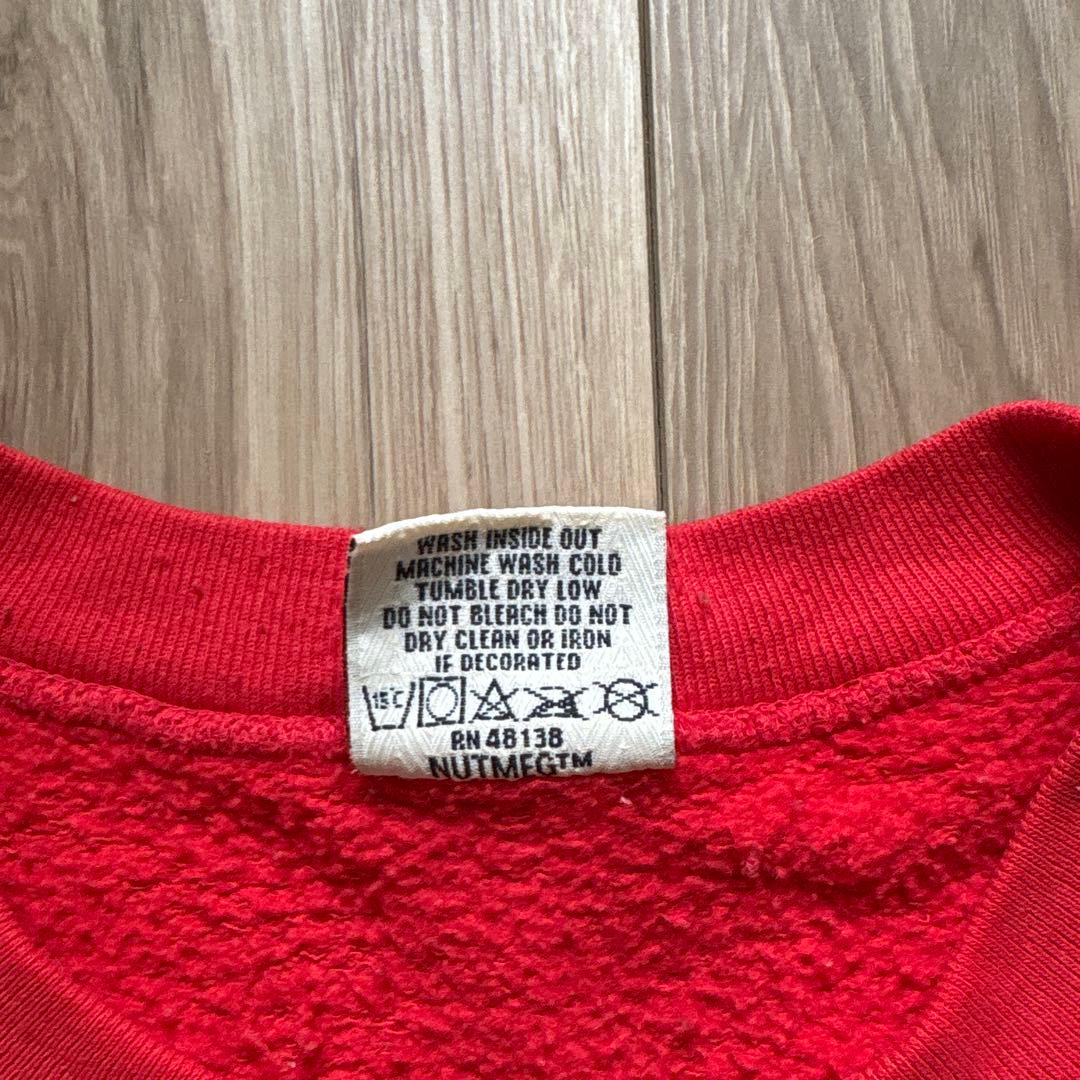 WASH INSIDE OUT
MACHINE WASH COLD
TUMBLE DRY LOW
DO NOT BLEACH DO NOT
DRY CLEAN OR IRON
IF DECORATED
15°C
RN 48138
NUTMEG™